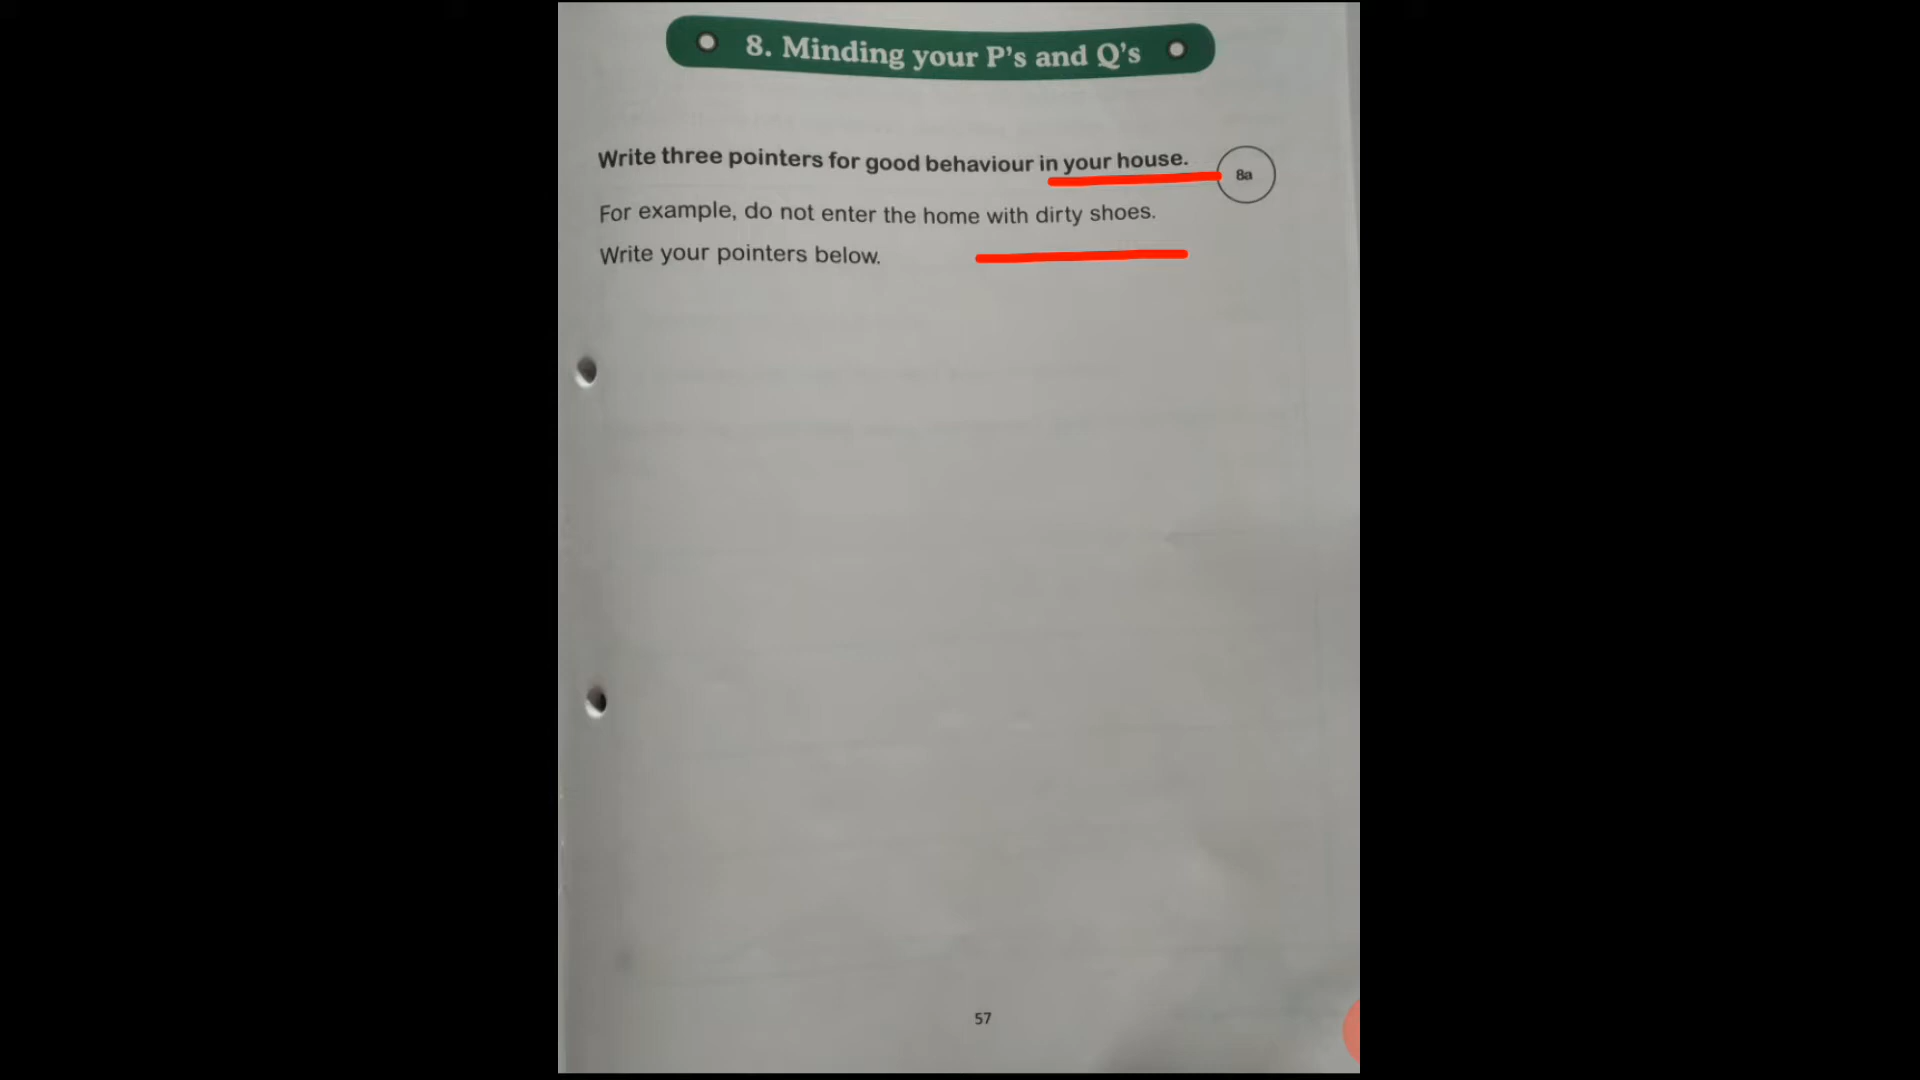 8. Minding your P's and Q's
Write three pointers for good behaviour in your house.
8a
For example, do not enter the home with dirty shoes.
Write your pointers below.
57